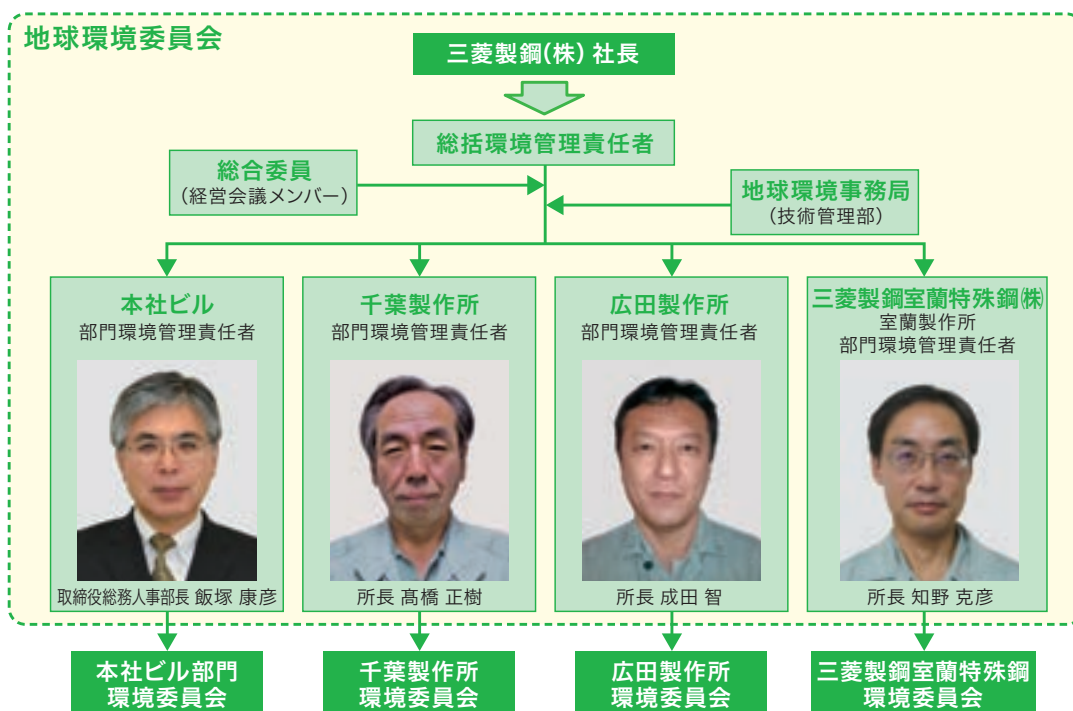 地球環境委員会
三菱製鋼(株) 社長
総括環境管理責任者
総合委員
(経営会議メンバー)
地球環境事務局
(技術管理部)
本社ビル
部門環境管理責任者
取締役総務人事部長 飯塚 康彦
千葉製作所
部門環境管理責任者
所長 髙橋 正樹
広田製作所
部門環境管理責任者
所長 成田 智
三菱製鋼室蘭特殊鋼㈱
室蘭製作所
部門環境管理責任者
所長 知野 克彦
本社ビル部門
環境委員会
千葉製作所
環境委員会
広田製作所
環境委員会
三菱製鋼室蘭特殊鋼
環境委員会